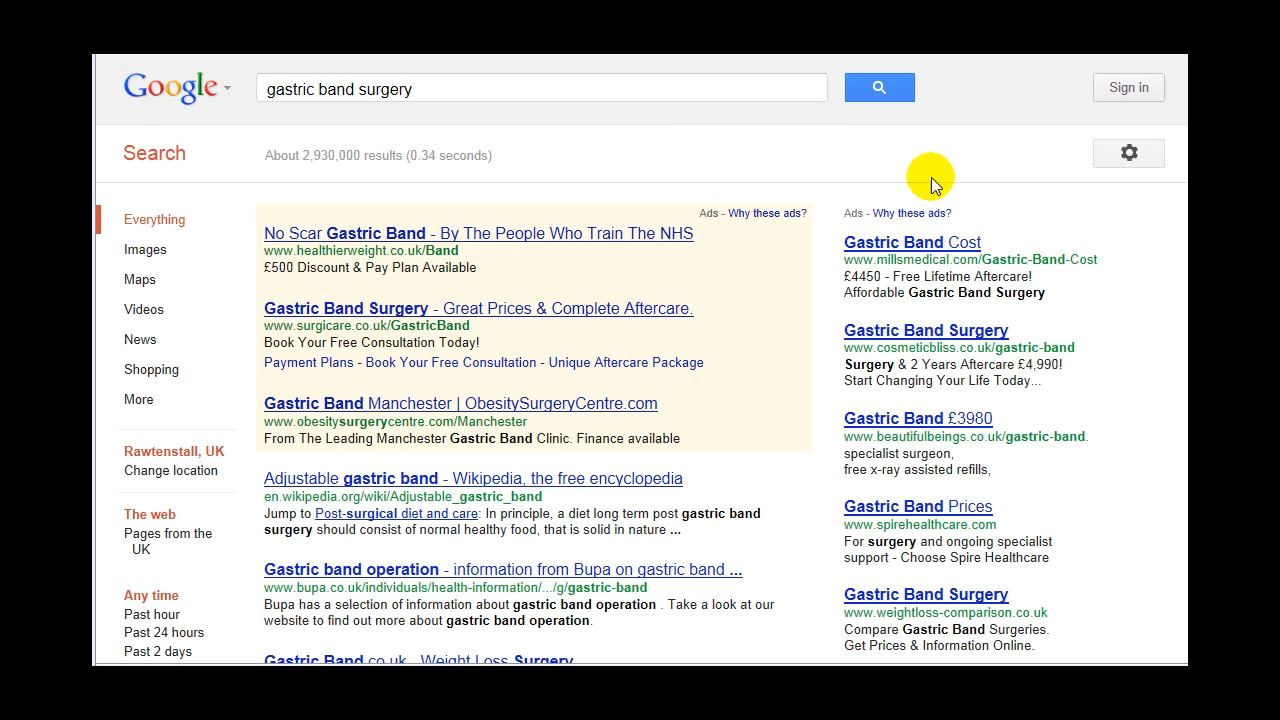 Google
gastric band surgery
Sign in
Search
About 2,930,000 results (0.34 seconds)
Everything
Images
Maps
Videos
News
Shopping
More
Rawtenstall, UK
Change location
The web
Pages from the
UK
Any time
Past hour
Past 24 hours
Past 2 days
Ads - Why these ads?
No Scar Gastric Band - By The People Who Train The NHS
www.healthierweight.co.uk/Band
£500 Discount & Pay Plan Available
Gastric Band Surgery - Great Prices & Complete Aftercare.
www.surgicare.co.uk/GastricBand
Book Your Free Consultation Today!
Payment Plans - Book Your Free Consultation - Unique Aftercare Package
Gastric Band Manchester | ObesitySurgeryCentre.com
www.obesitysurgerycentre.com/Manchester
From The Leading Manchester Gastric Band Clinic. Finance available
Adjustable gastric band - Wikipedia, the free encyclopedia
en.wikipedia.org/wiki/Adjustable_gastric_band
Jump to Post-surgical diet and care: In principle, a diet long term post gastric band
surgery should consist of normal healthy food, that is solid in nature ...
Gastric band operation - information from Bupa on gastric band ...
www.bupa.co.uk/individuals/health-information/.../g/gastric-band
Bupa has a selection of information about gastric band operation . Take a look at our
website to find out more about gastric band operation.
Gastric Band.co.uk - Weight Loss Surgery
Ads - Why these ads?
Gastric Band Cost
www.millsmedical.com/Gastric-Band-Cost
£4450 - Free Lifetime Aftercare!
Affordable Gastric Band Surgery
Gastric Band Surgery
www.cosmeticbliss.co.uk/gastric-band
Surgery & 2 Years Aftercare £4,990!
Start Changing Your Life Today...
Gastric Band £3980
www.beautifulbeings.co.uk/gastric-band.
specialist surgeon,
free x-ray assisted refills,
Gastric Band Prices
www.spirehealthcare.com
For surgery and ongoing specialist
support - Choose Spire Healthcare
Gastric Band Surgery
www.weightloss-comparison.co.uk
Compare Gastric Band Surgeries.
Get Prices & Information Online.